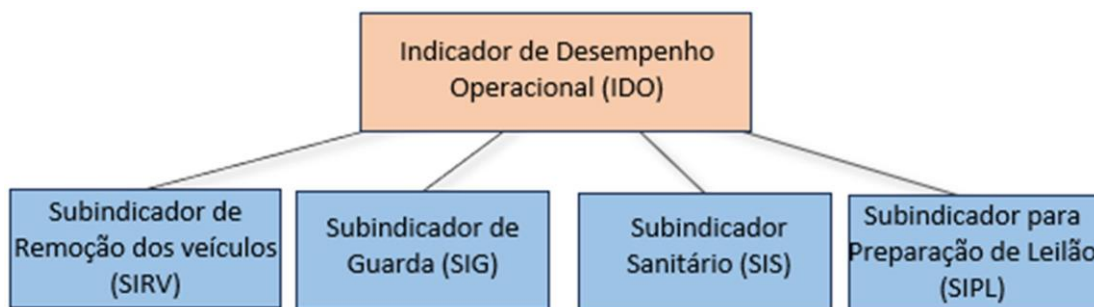 Indicador de Desempenho
Operacional (IDO)
Subindicador de
Remoção dos veículos
(SIRV)
Subindicador de
Guarda (SIG)
Subindicador
Sanitário (SIS)
Subindicador para
Preparação de Leilão
(SIPL)